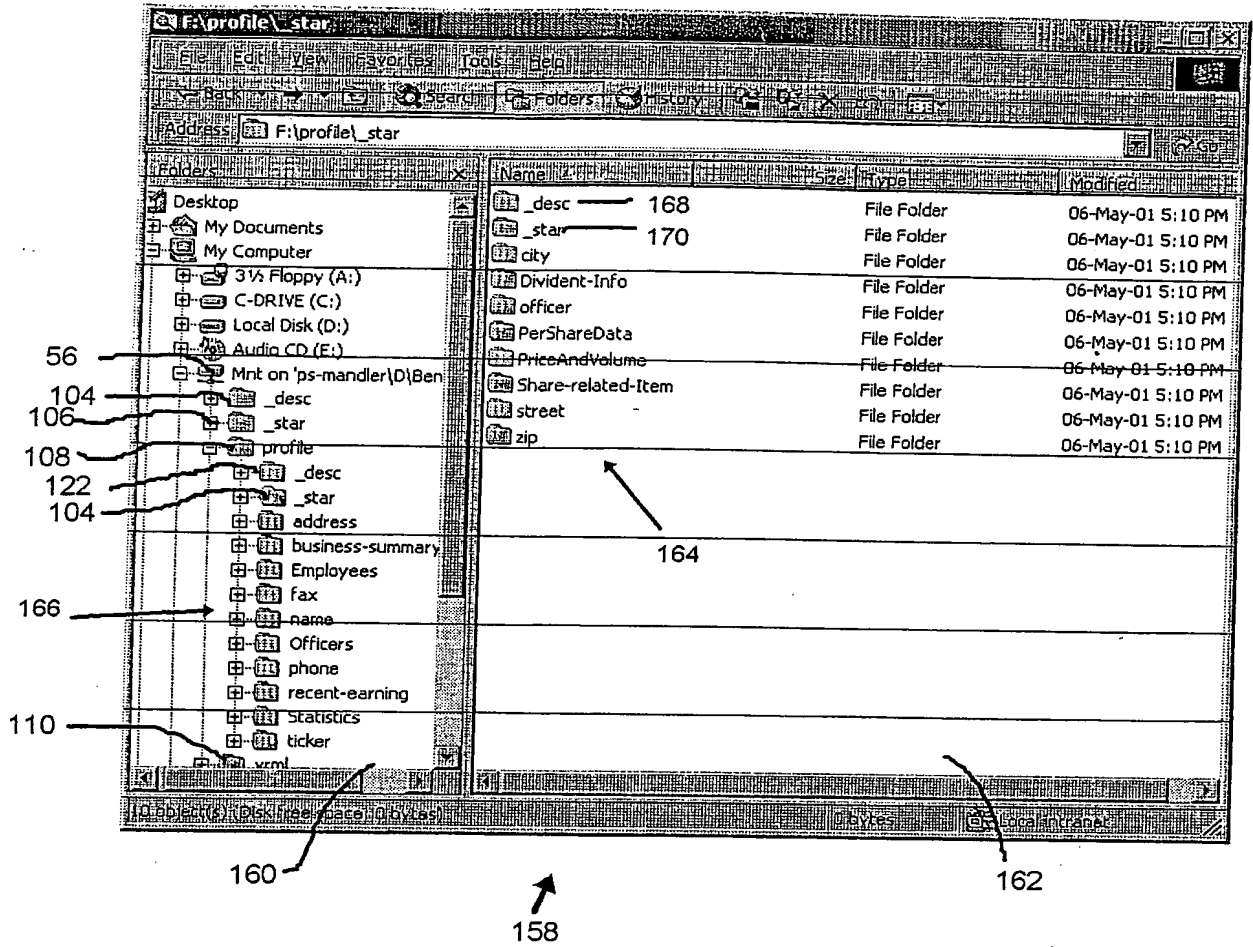 F:\profile\_star
File Edit View Favorites Tools Help
Back Search Folders History
Address F:\profile\_star Go
Folders
Name Size Type Modified
Desktop
My Documents
My Computer
3½ Floppy (A:)
C-DRIVE (C:)
Local Disk (D:)
Audio CD (E:)
56
Mnt on 'ps-mandler\D\Ben
104 _desc
106 _star
108 profile
122 _desc
104 _star
address
business-summary
Employees
fax
166
name
Officers
phone
recent-earning
110
Statistics
ticker
vrml
_desc 168 File Folder 06-May-01 5:10 PM
_star 170 File Folder 06-May-01 5:10 PM
city File Folder 06-May-01 5:10 PM
Divident-Info File Folder 06-May-01 5:10 PM
officer File Folder 06-May-01 5:10 PM
PerShareData File Folder 06-May-01 5:10 PM
PriceAndVolume File Folder 06-May-01 5:10 PM
Share-related-Item File Folder 06-May-01 5:10 PM
street File Folder 06-May-01 5:10 PM
zip File Folder 06-May-01 5:10 PM
164
10 object(s) (Disk free space: 0 bytes) 0 bytes Local intranet
160
162
158